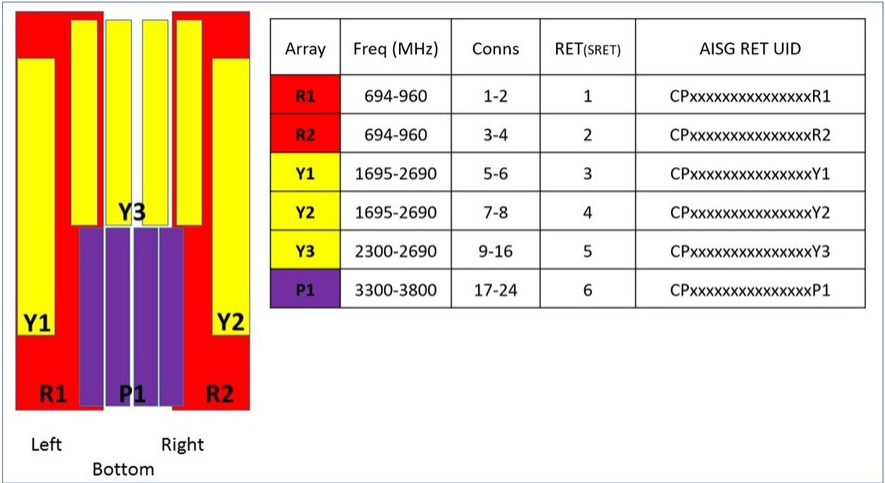 Array Freq (MHz) Conns RET(SRET) AISG RET UID
R1 694-960 1-2 1 CPxxxxxxxxxxxxxxxR1
R2 694-960 3-4 2 CPxxxxxxxxxxxxxxxR2
Y1 1695-2690 5-6 3 CPxxxxxxxxxxxxxxxY1
Y2 1695-2690 7-8 4 CPxxxxxxxxxxxxxxxY2
Y3 2300-2690 9-16 5 CPxxxxxxxxxxxxxxxY3
P1 3300-3800 17-24 6 CPxxxxxxxxxxxxxxxP1
Y3
Y1 Y2
R1 P1 R2
Left Right
Bottom